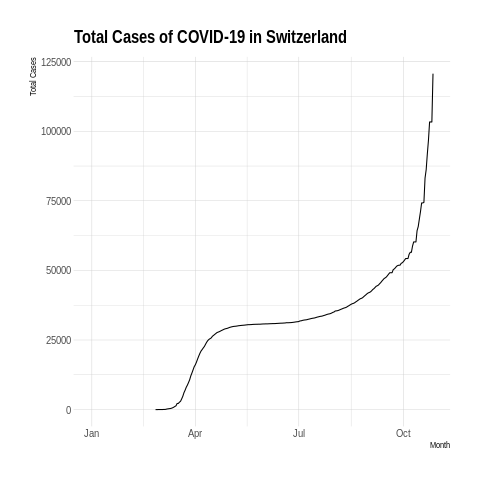 Total Cases of COVID-19 in Switzerland
Total Cases
125000
100000
75000
50000
25000
0
Jan Apr Jul Oct
Month